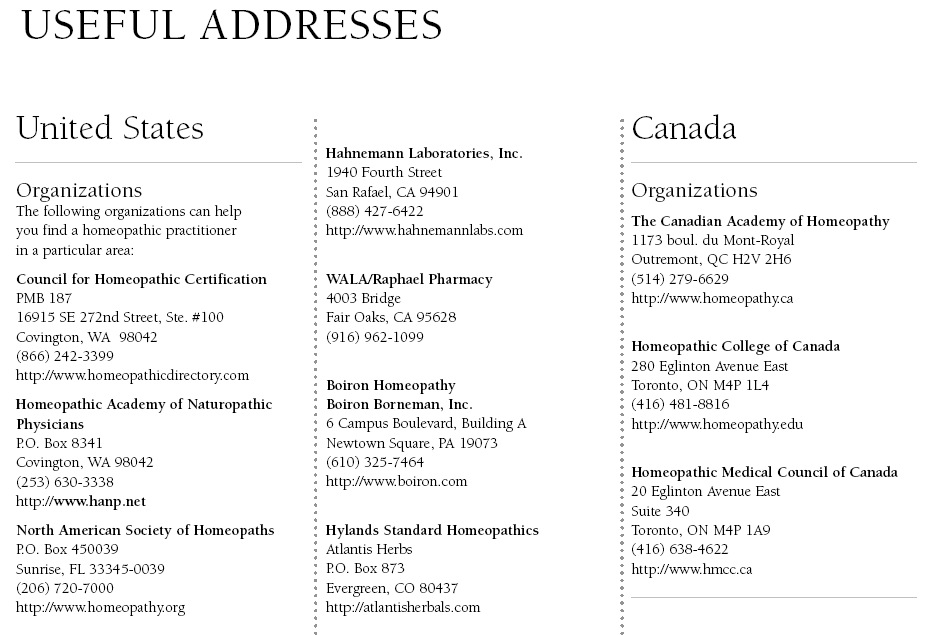 USEFUL ADDRESSES
United States
Organizations
The following organizations can help
you find a homeopathic practitioner
in a particular area:
Council for Homeopathic Certification
PMB 187
16915 SE 272nd Street, Ste. #100
Covington, WA 98042
(866) 242-3399
http://www.homeopathicdirectory.com
Homeopathic Academy of Naturopathic
Physicians
P.O. Box 8341
Covington, WA 98042
(253) 630-3338
http://www.hanp.net
North American Society of Homeopaths
P.O. Box 450039
Sunrise, FL 33345-0039
(206) 720-7000
http://www.homeopathy.org
Hahnemann Laboratories, Inc.
1940 Fourth Street
San Rafael, CA 94901
(888) 427-6422
http://www.hahnemannlabs.com
WALA/Raphael Pharmacy
4003 Bridge
Fair Oaks, CA 95628
(916) 962-1099
Boiron Homeopathy
Boiron Borneman, Inc.
6 Campus Boulevard, Building A
Newtown Square, PA 19073
(610) 325-7464
http://www.boiron.com
Hylands Standard Homeopathics
Atlantis Herbs
P.O. Box 873
Evergreen, CO 80437
http://atlantisherbals.com
Canada
Organizations
The Canadian Academy of Homeopathy
1173 boul. du Mont-Royal
Outremont, QC H2V 2H6
(514) 279-6629
http://www.homeopathy.ca
Homeopathic College of Canada
280 Eglinton Avenue East
Toronto, ON M4P 1L4
(416) 481-8816
http://www.homeopathy.edu
Homeopathic Medical Council of Canada
20 Eglinton Avenue East
Suite 340
Toronto, ON M4P 1A9
(416) 638-4622
http://www.hmcc.ca